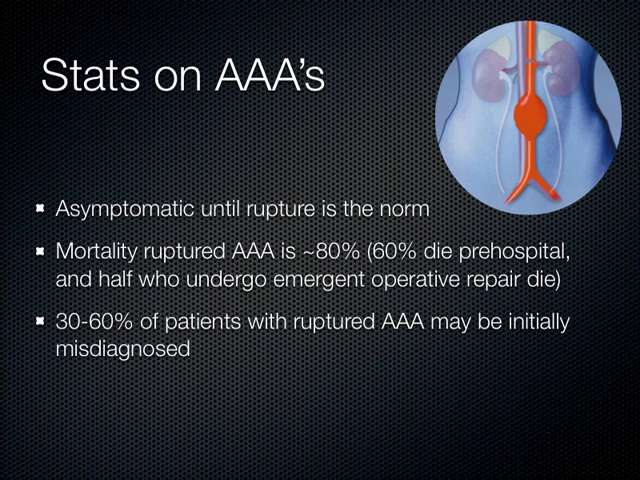 Stats on AAA's
Asymptomatic until rupture is the norm
Mortality ruptured AAA is ~80% (60% die prehospital,
and half who undergo emergent operative repair die)
30-60% of patients with ruptured AAA may be initially
misdiagnosed